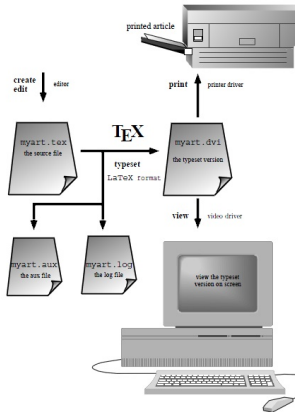 printed article
create
edit
editor
print
printer driver
TEX
myart.tex
the source file
typeset
LaTeX format
myart.dvi
the typeset version
view
video driver
myart.aux
the aux file
myart.log
the log file
view the typeset
version on screen